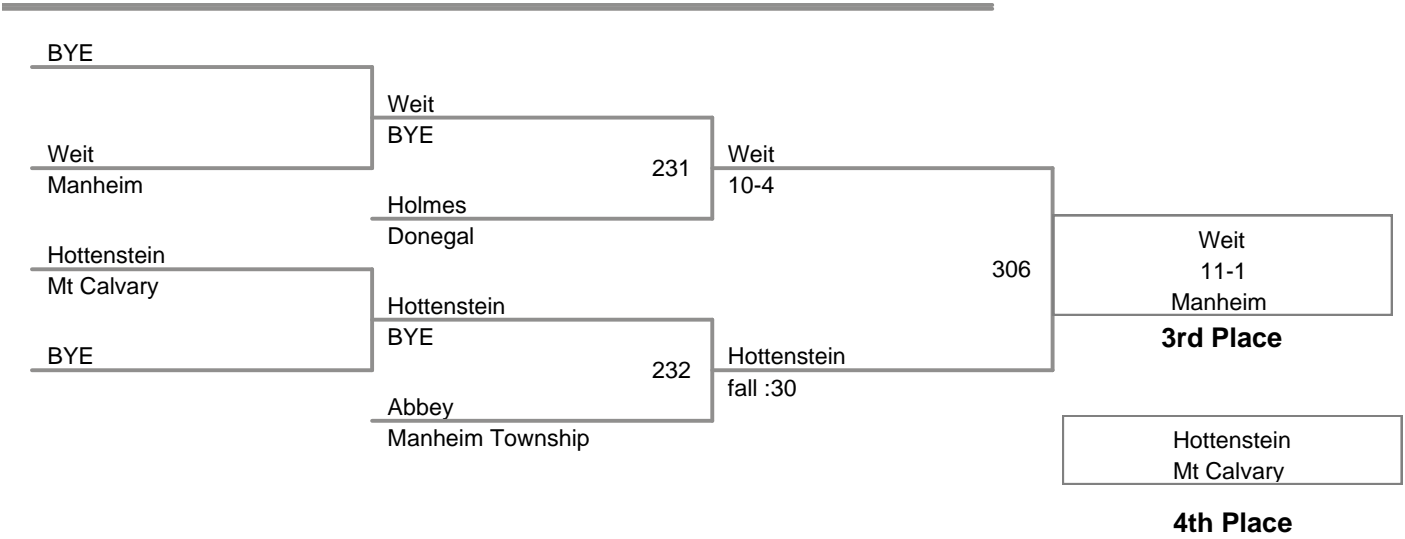 BYE
Weit
BYE
Weit
Manheim
231
Weit
10-4
Holmes
Donegal
Hottenstein
Mt Calvary
306
Weit
11-1
Manheim
3rd Place
Hottenstein
BYE
BYE
232
Hottenstein
fall :30
Abbey
Manheim Township
Hottenstein
Mt Calvary
4th Place